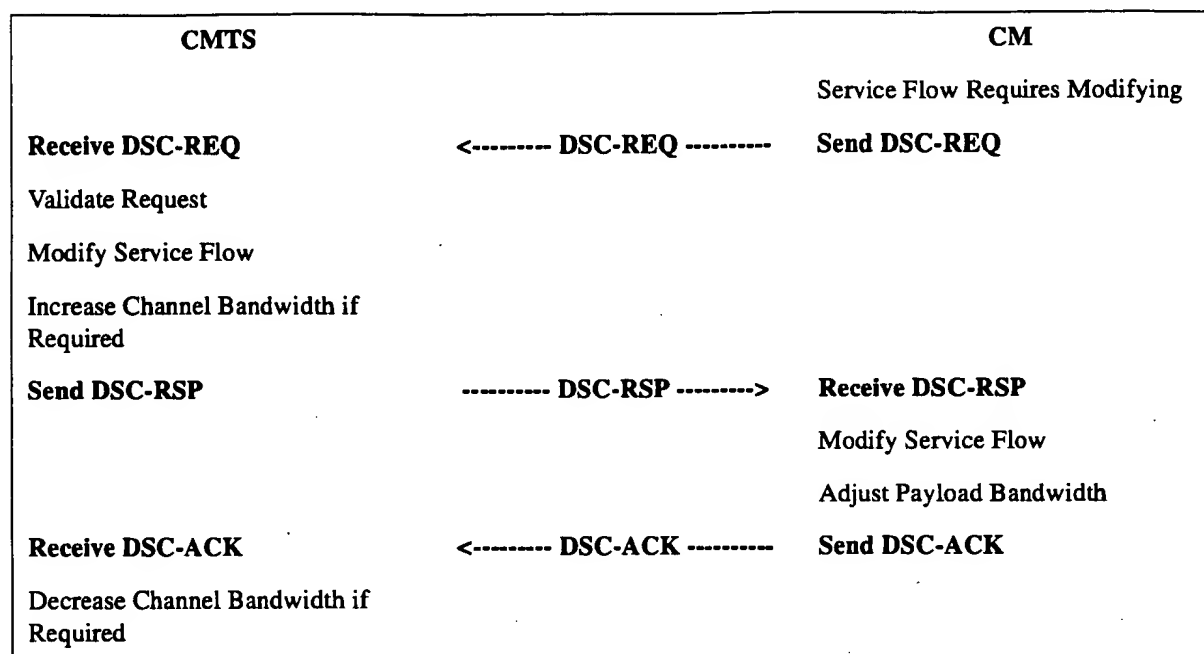 CMTS CM
Service Flow Requires Modifying
Receive DSC-REQ <--------- DSC-REQ ---------- Send DSC-REQ
Validate Request
Modify Service Flow
Increase Channel Bandwidth if
Required
Send DSC-RSP ---------- DSC-RSP ---------> Receive DSC-RSP
Modify Service Flow
Adjust Payload Bandwidth
Receive DSC-ACK <--------- DSC-ACK ---------- Send DSC-ACK
Decrease Channel Bandwidth if
Required